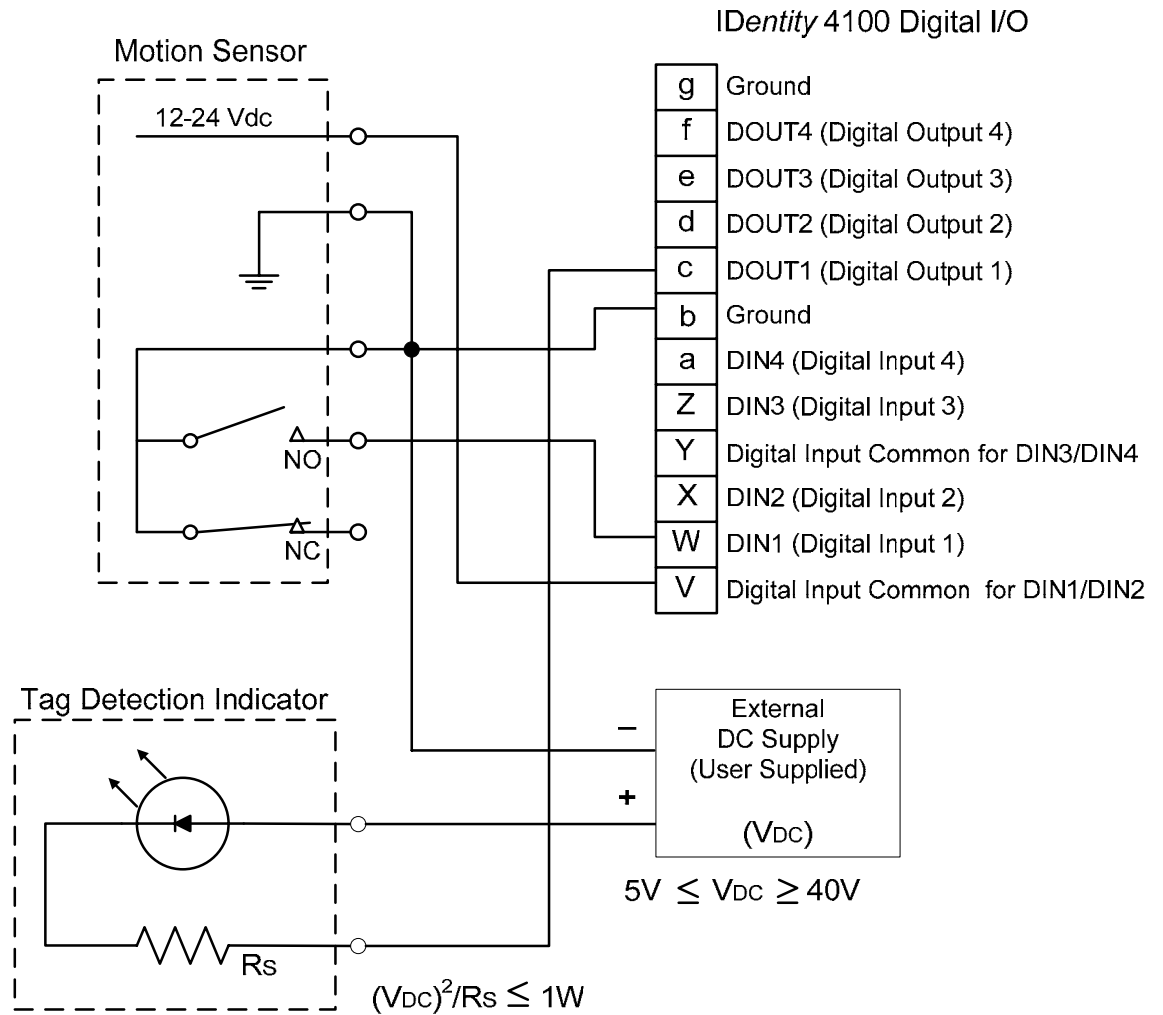 IDentity 4100 Digital I/O
Motion Sensor
12-24 Vdc
NO
NC
g Ground
f DOUT4 (Digital Output 4)
e DOUT3 (Digital Output 3)
d DOUT2 (Digital Output 2)
c DOUT1 (Digital Output 1)
b Ground
a DIN4 (Digital Input 4)
Z DIN3 (Digital Input 3)
Y Digital Input Common for DIN3/DIN4
X DIN2 (Digital Input 2)
W DIN1 (Digital Input 1)
V Digital Input Common for DIN1/DIN2
Tag Detection Indicator
Rs
(VDC)²/Rs ≤ 1W
–
+
External
DC Supply
(User Supplied)
(VDC)
5V ≤ VDC ≥ 40V